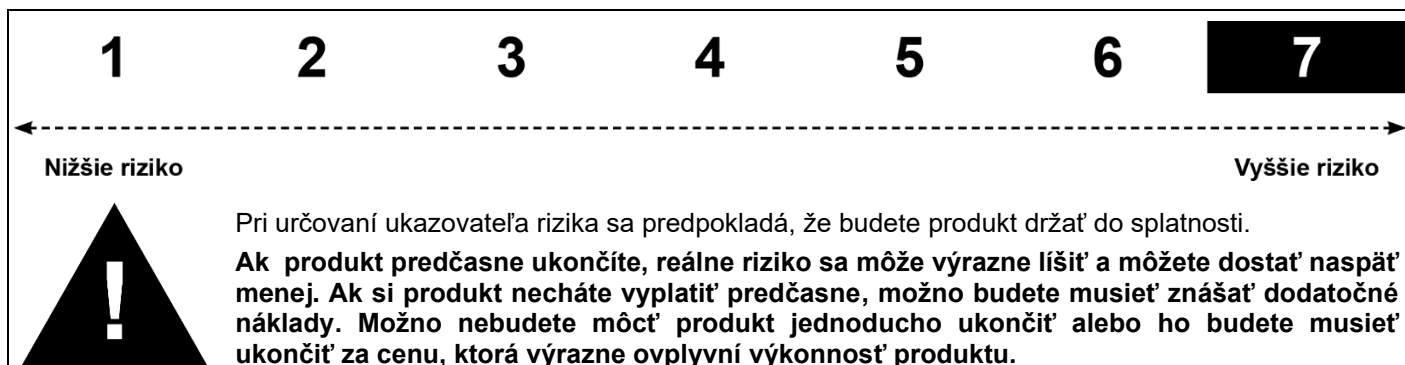 1 2 3 4 5 6 7
Nižšie riziko Vyššie riziko
Pri určovaní ukazovateľa rizika sa predpokladá, že budete produkt držať do splatnosti.
Ak produkt predčasne ukončíte, reálne riziko sa môže výrazne líšiť a môžete dostať naspäť
menej. Ak si produkt necháte vyplatiť predčasne, možno budete musieť znášať dodatočné
náklady. Možno nebudete môcť produkt jednoducho ukončiť alebo ho budete musieť
ukončiť za cenu, ktorá výrazne ovplyvní výkonnosť produktu.
!